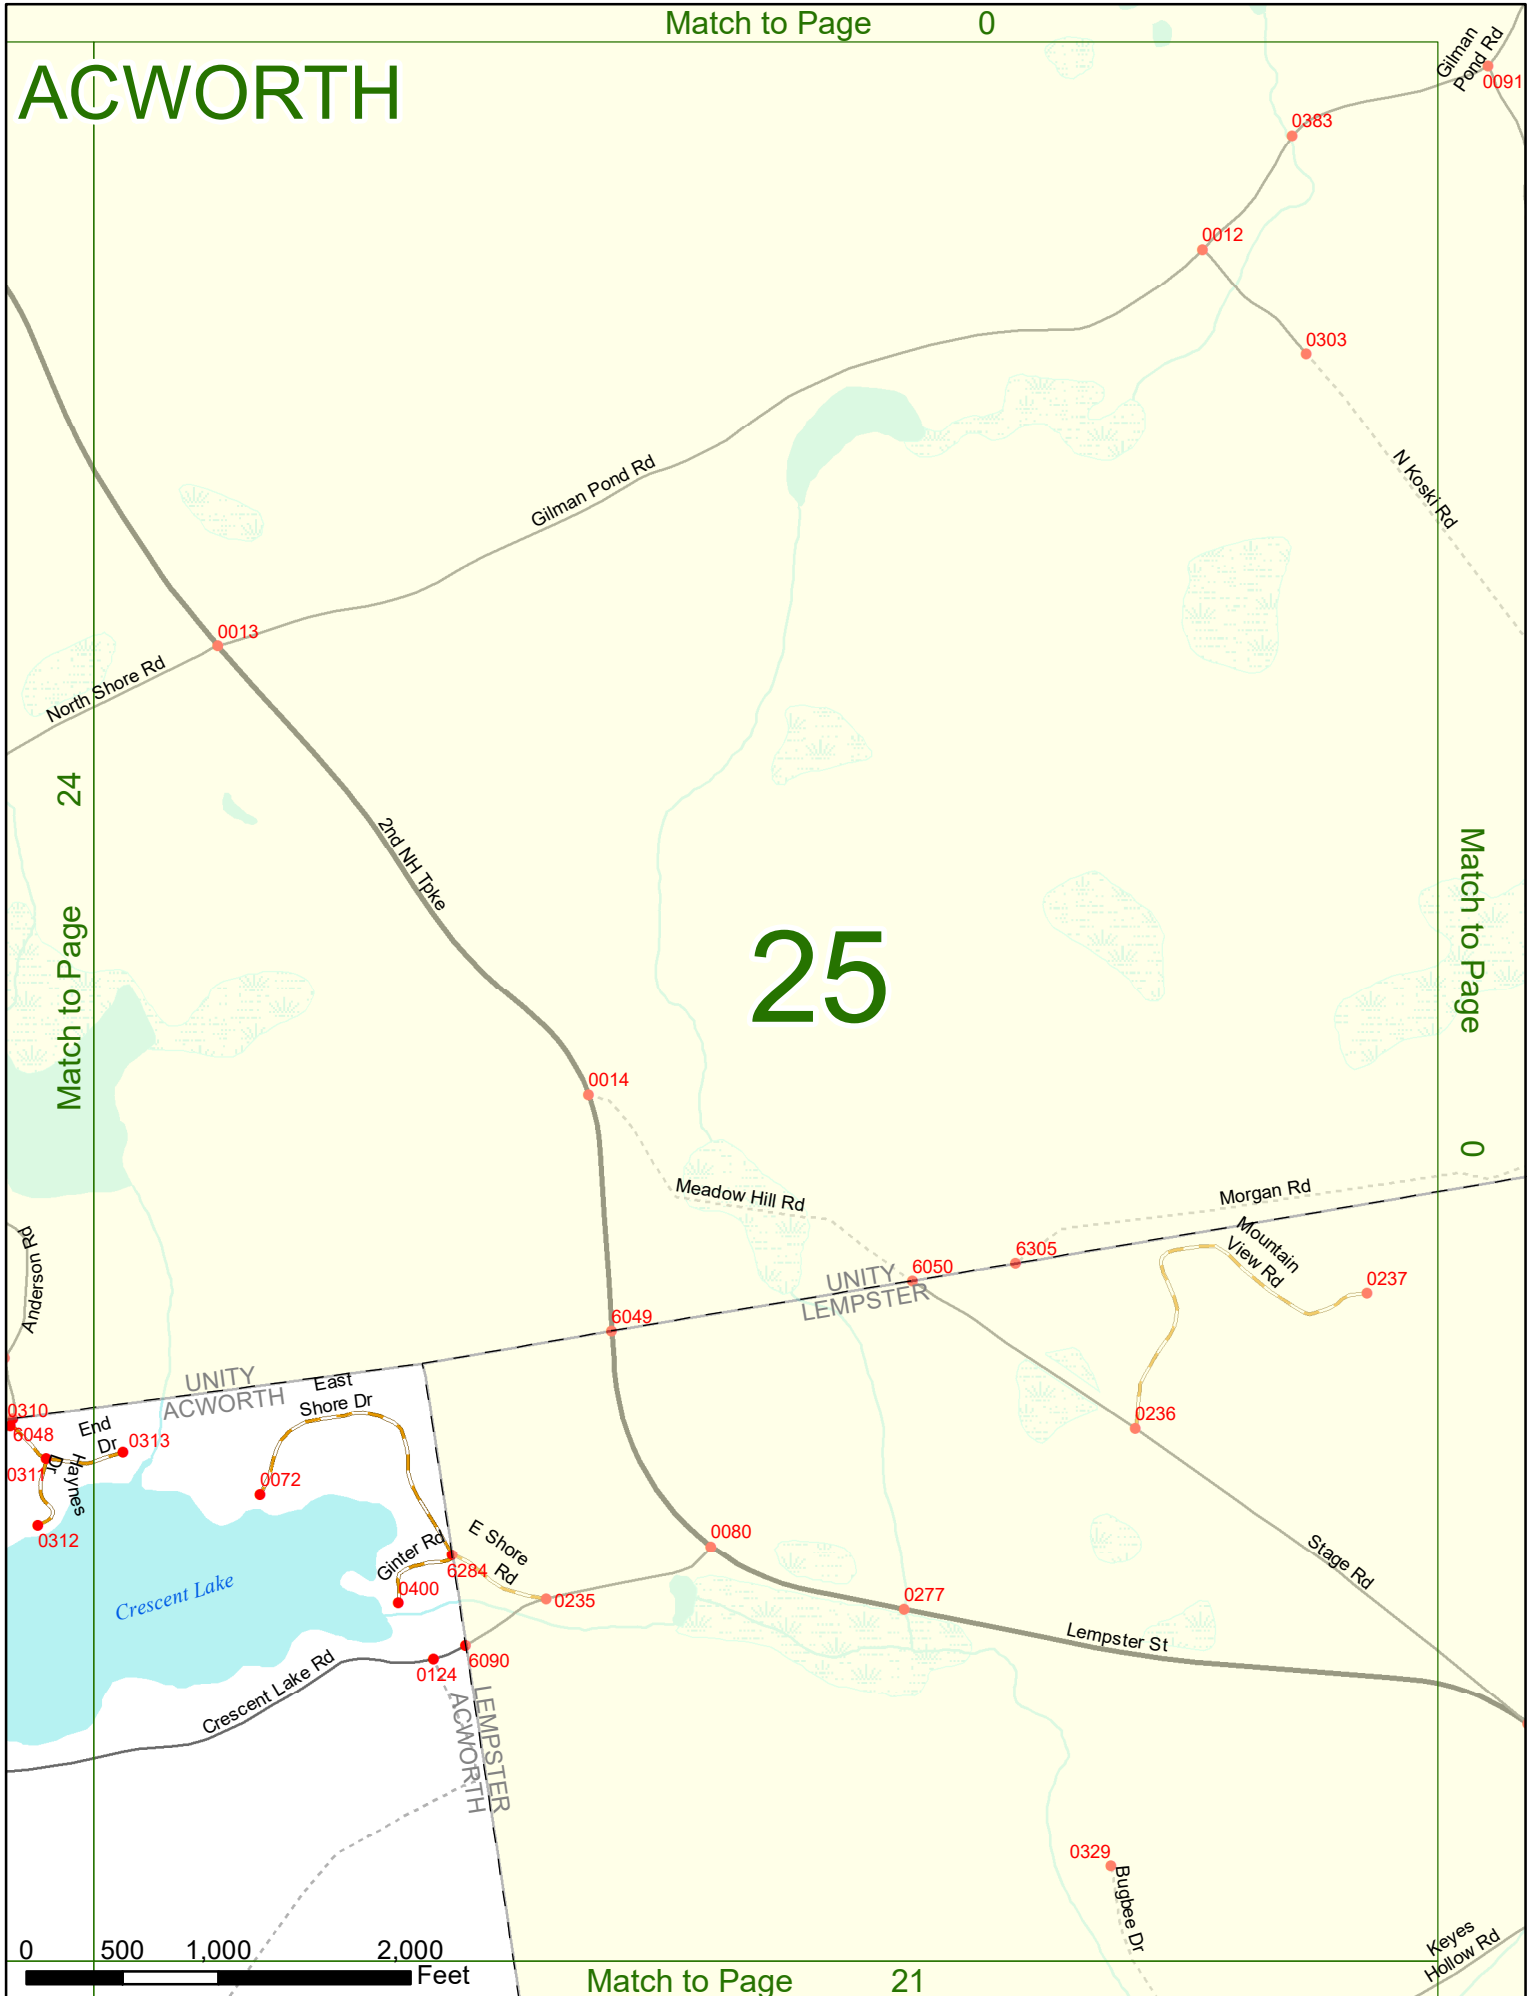 Match to Page 0
ACWORTH
Gilman
Pond Rd
0091
0383
0012
0303
N Koski Rd
Gilman Pond Rd
0013
North Shore Rd
Match to Page 24
2nd NH Tpke
Match to Page 0
25
0014
Meadow Hill Rd
Morgan Rd
Mountain
View Rd
6305
6050
0237
UNITY
LEMPSTER
6049
Anderson Rd
UNITY
ACWORTH
East
Shore Dr
0310
6048
End
Dr
0313
0311
Haynes
Dr
0312
0072
0236
Ginter Rd
E Shore
Rd
6284
0400
0235
0080
0277
Stage Rd
Lempster St
Crescent Lake
Crescent Lake Rd
0124
6090
LEMPSTER
ACWORTH
0329
Bugbee Dr
Keyes
Hollow Rd
0 500 1,000 2,000
Feet
Match to Page 21